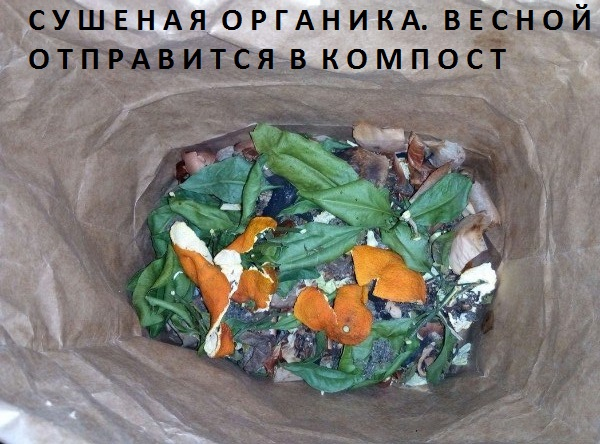 СУШЕНАЯ ОРГАНИКА. ВЕСНОЙ
ОТПРАВИТСЯ В КОМПОСТ